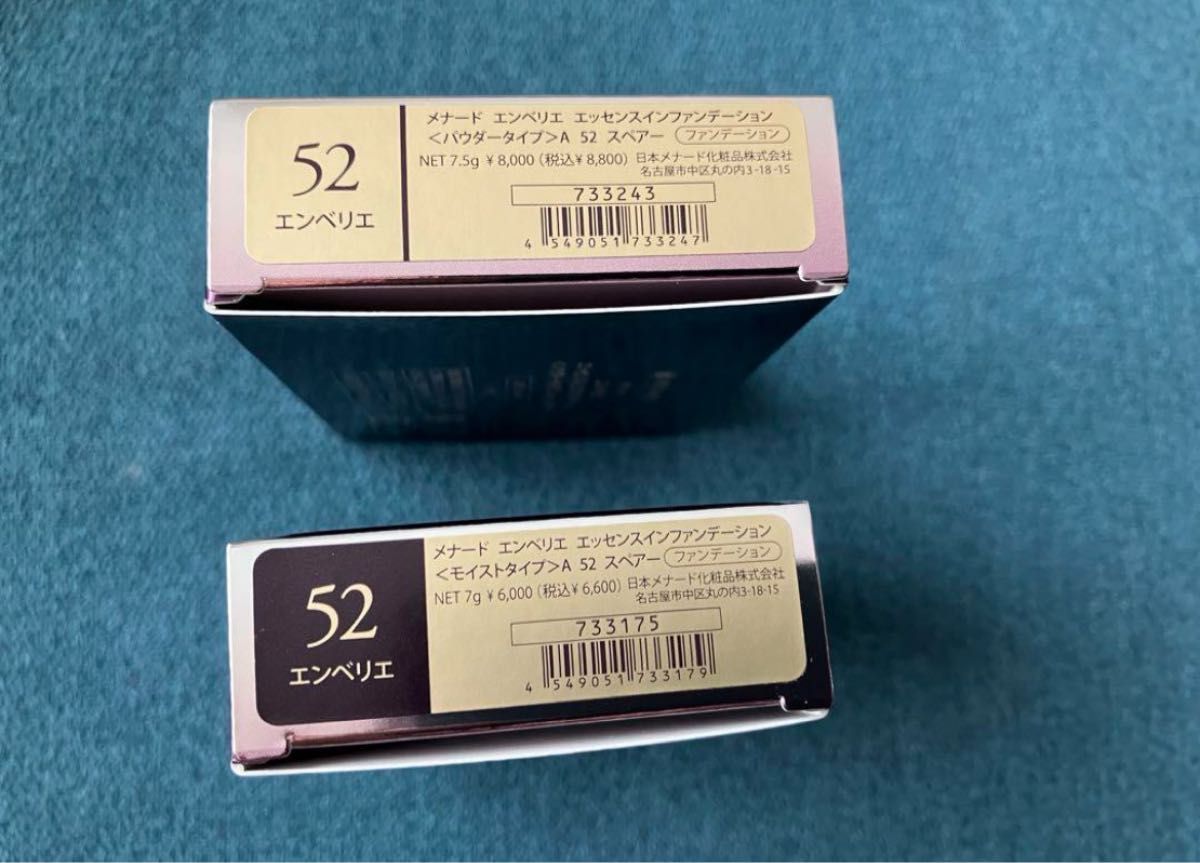 52
エンベリエ
メナード エンベリエ エッセンスインファンデーション
＜パウダータイプ＞A 52 スペアー ファンデーション
NET 7.5g ¥8,000（税込¥8,800）日本メナード化粧品株式会社
名古屋市中区丸の内3-18-15
733243
4 549051 733247
52
エンベリエ
メナード エンベリエ エッセンスインファンデーション
＜モイストタイプ＞A 52 スペアー ファンデーション
NET 7g ¥6,000（税込¥6,600）日本メナード化粧品株式会社
名古屋市中区丸の内3-18-15
733175
4 549051 733179